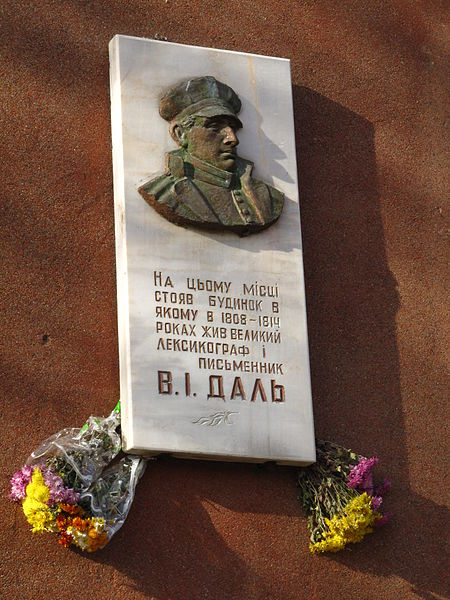 На цьому місці
стояв будинок в
якому в 1808-1814
роках жив великий
лексикограф і
письменник
В.І. ДАЛЬ